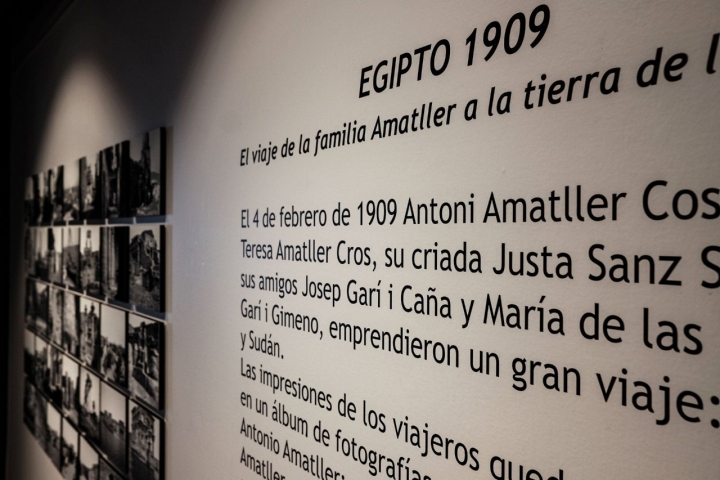 EGIPTO 1909
El viaje de la familia Amatller a la tierra de l
El 4 de febrero de 1909 Antoni Amatller Cos
Teresa Amatller Cros, su criada Justa Sanz S
sus amigos Josep Garí i Caña y María de las
Garí i Gimeno, emprendieron un gran viaje:
y Sudán.
Las impresiones de los viajeros qued
en un álbum de fotografías
Antonio Amatller:
Amatller